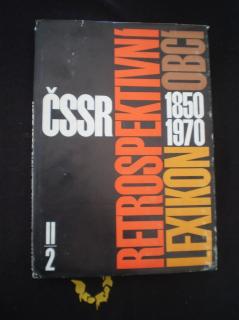 ČSSR
RETROSPEKTIVNÍ
LEXIKON OBCÍ
1850
1970
II
2